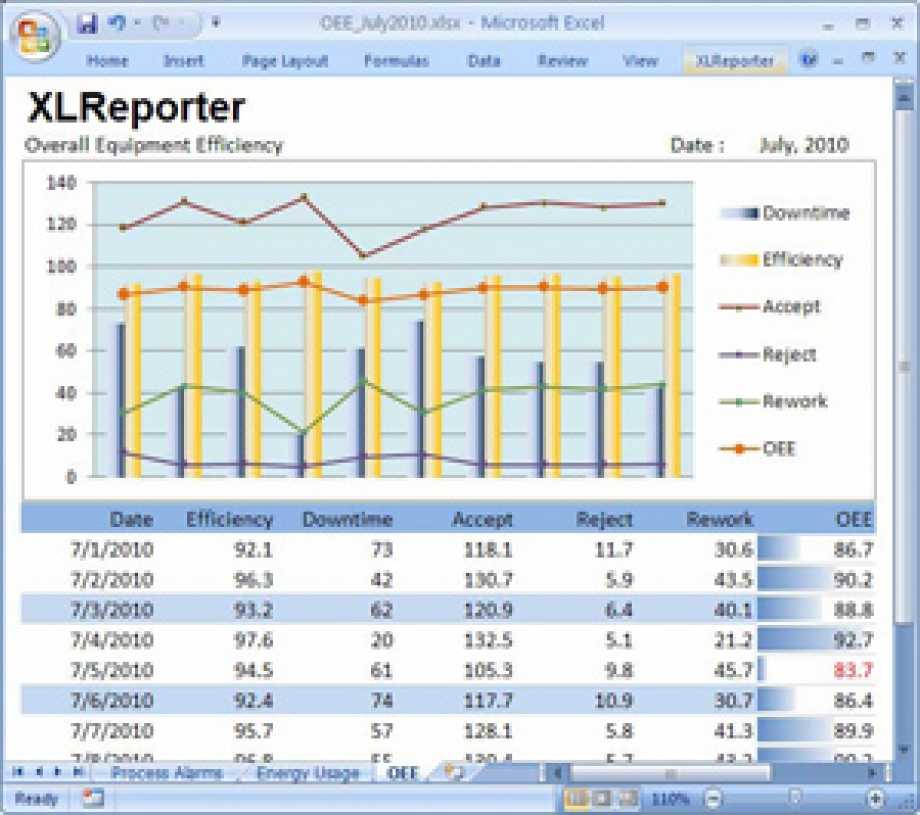 OEE_July2010.xlsx - Microsoft Excel
Home Insert Page Layout Formulas Data Review View XLReporter
XLReporter
Overall Equipment Efficiency Date : July, 2010
140
120
100
80
60
40
20
0
Downtime
Efficiency
Accept
Reject
Rework
OEE
Date Efficiency Downtime Accept Reject Rework OEE
7/1/2010 92.1 73 118.1 11.7 30.6 86.7
7/2/2010 96.3 42 130.7 5.9 43.5 90.2
7/3/2010 93.2 62 120.9 6.4 40.1 88.8
7/4/2010 97.6 20 132.5 5.1 21.2 92.7
7/5/2010 94.5 61 105.3 9.8 45.7 83.7
7/6/2010 92.4 74 117.7 10.9 30.7 86.4
7/7/2010 95.7 57 128.1 5.8 41.3 89.9
Process Alarms Energy Usage OEE
Ready 110%